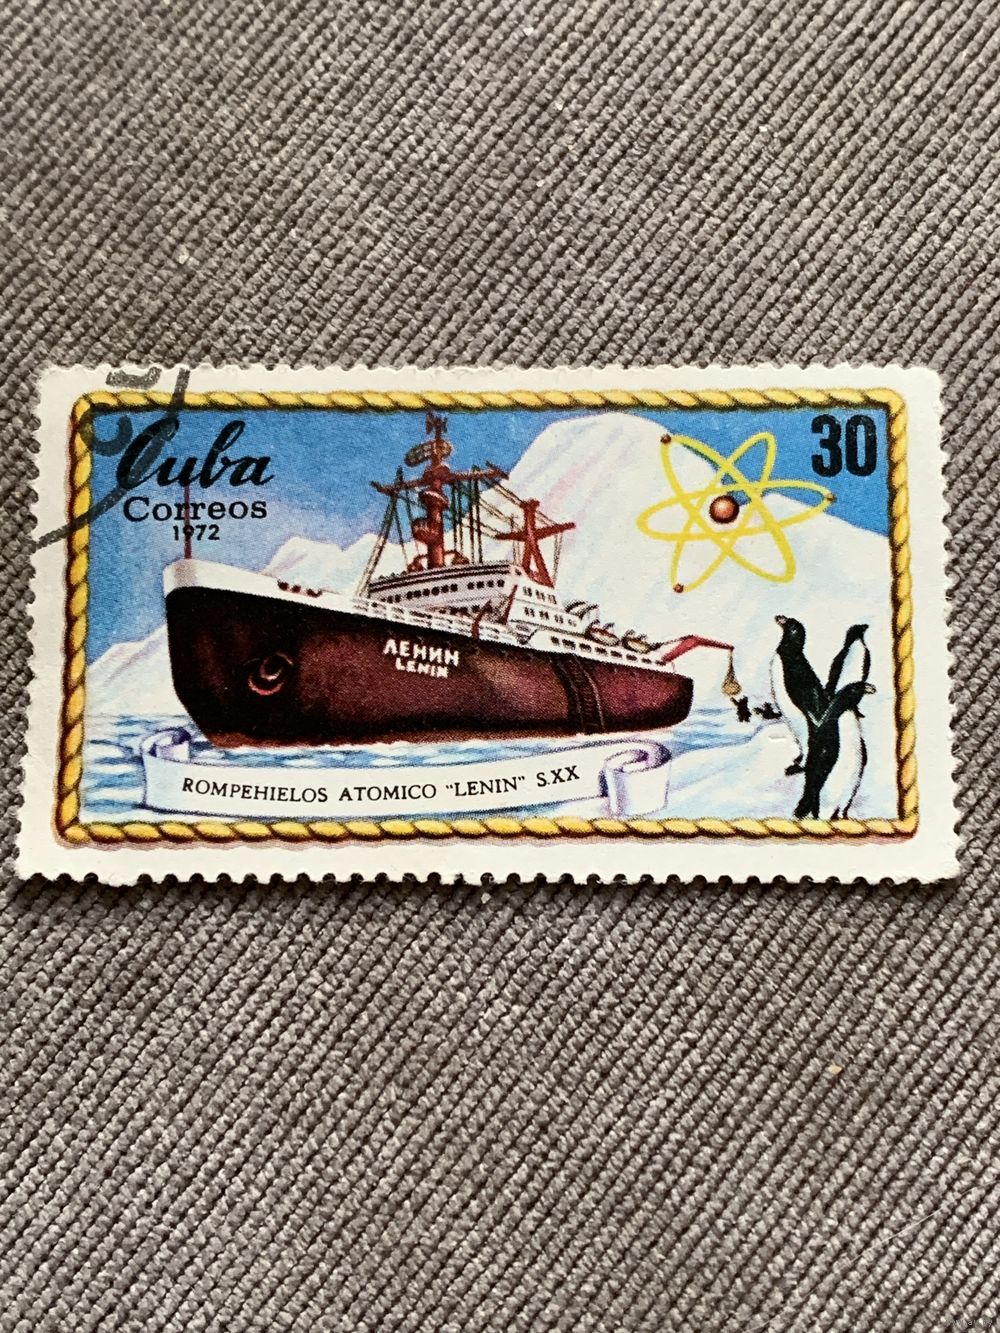 Cuba
Correos
1972
30
ЛЕНИН
LENIN
ROMPEHIELOS ATOMICO "LENIN" S.XX